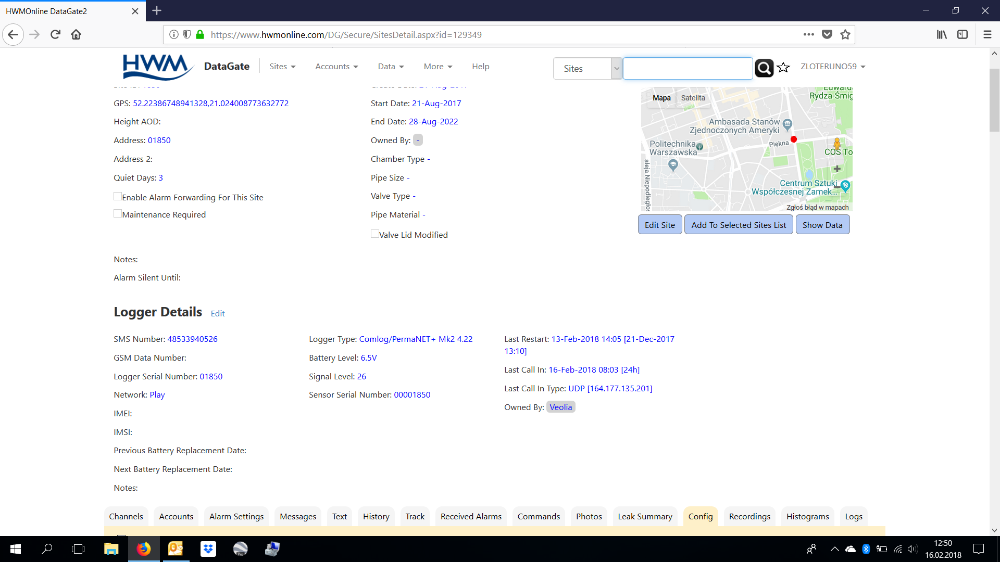 HWMOnline DataGate2
https://www.hwmonline.com/DG/Secure/SitesDetail.aspx?id=129349
HWM DataGate Sites Accounts Data More Help Sites ZLOTERUNO59
GPS: 52.22386748941328,21.024008773632772
Height AOD:
Address: 01850
Address 2:
Quiet Days: 3
Enable Alarm Forwarding For This Site
Maintenance Required
Start Date: 21-Aug-2017
End Date: 28-Aug-2022
Owned By: -
Chamber Type -
Pipe Size -
Valve Type -
Pipe Material -
Valve Lid Modified
Mapa Satelita
Rydza-Śmig
Ambasada Stanów
Zjednoczonych Ameryki
Piękna
Politechnika
Warszawska
COS To
aleja Niepodległoś
Centrum Sztuki
Współczesnej Zamek...
Zgłoś błąd w mapach
Edit Site Add To Selected Sites List Show Data
Notes:
Alarm Silent Until:
Logger Details Edit
SMS Number: 48533940526
GSM Data Number:
Logger Serial Number: 01850
Network: Play
IMEI:
IMSI:
Previous Battery Replacement Date:
Next Battery Replacement Date:
Notes:
Logger Type: Comlog/PermaNET+ Mk2 4.22
Battery Level: 6.5V
Signal Level: 26
Sensor Serial Number: 00001850
Last Restart: 13-Feb-2018 14:05 [21-Dec-2017
13:10]
Last Call In: 16-Feb-2018 08:03 [24h]
Last Call In Type: UDP [164.177.135.201]
Owned By: Veolia
Channels Accounts Alarm Settings Messages Text History Track Received Alarms Commands Photos Leak Summary Config Recordings Histograms Logs
12:50
16.02.2018